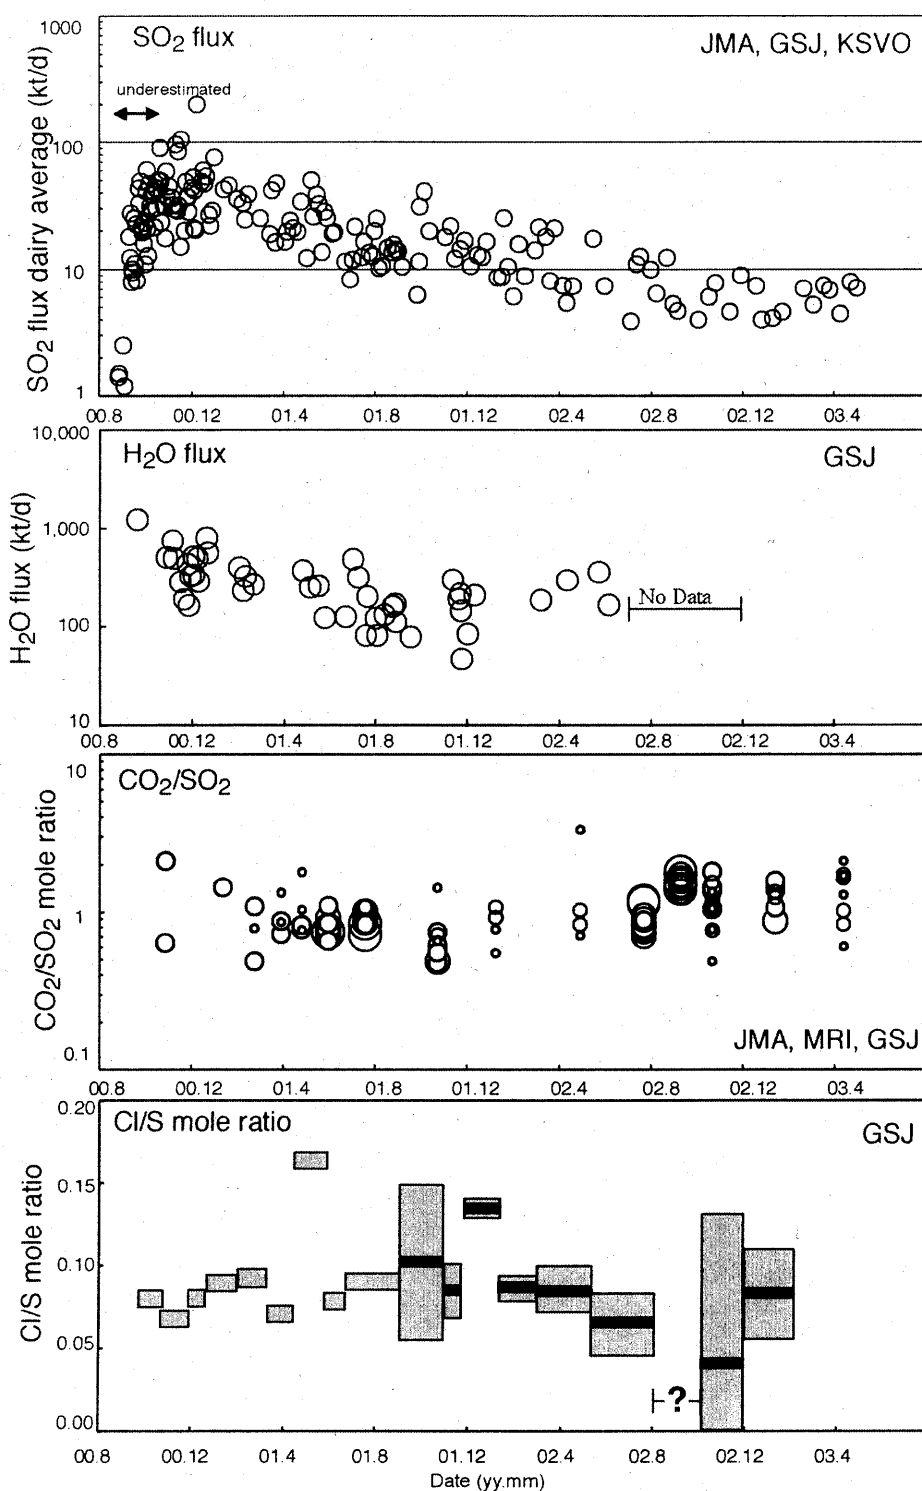 SO2 flux
JMA, GSJ, KSVO
underestimated
SO2 flux dairy average (kt/d)
1000
100
10
1
00.8 00.12 01.4 01.8 01.12 02.4 02.8 02.12 03.4
H2O flux
GSJ
H2O flux (kt/d)
10,000
1,000
100
10
No Data
00.8 00.12 01.4 01.8 01.12 02.4 02.8 02.12 03.4
CO2/SO2
CO2/SO2 mole ratio
10
1
0.1
JMA, MRI, GSJ
00.8 00.12 01.4 01.8 01.12 02.4 02.8 02.12 03.4
Cl/S mole ratio
GSJ
Cl/S mole ratio
0.20
0.15
0.10
0.05
0.00
?
00.8 00.12 01.4 01.8 01.12 02.4 02.8 02.12 03.4
Date (yy.mm)